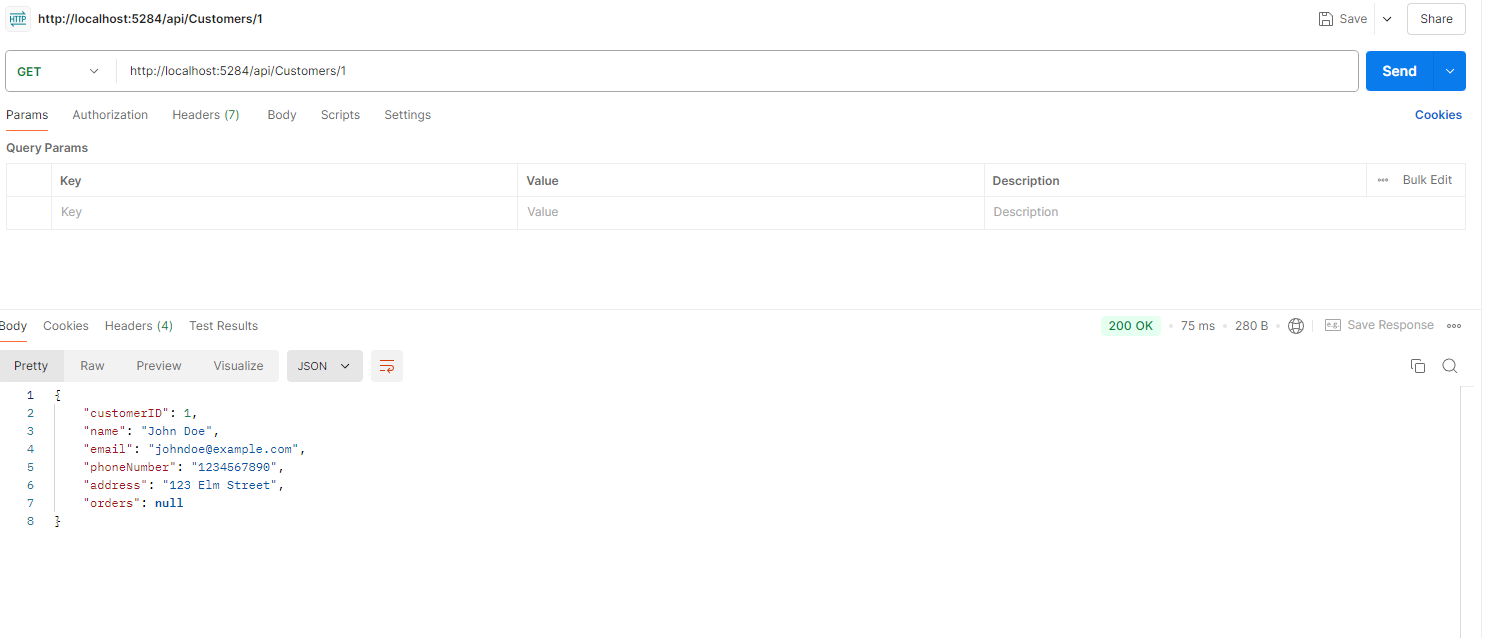 HTTP http://localhost:5284/api/Customers/1 Save Share
GET http://localhost:5284/api/Customers/1 Send
Params Authorization Headers (7) Body Scripts Settings Cookies
Query Params
Key Value Description Bulk Edit
Key Value Description
Body Cookies Headers (4) Test Results 200 OK 75 ms 280 B e.g. Save Response
Pretty Raw Preview Visualize JSON
1 {
2 "customerID": 1,
3 "name": "John Doe",
4 "email": "johndoe@example.com",
5 "phoneNumber": "1234567890",
6 "address": "123 Elm Street",
7 "orders": null
8 }